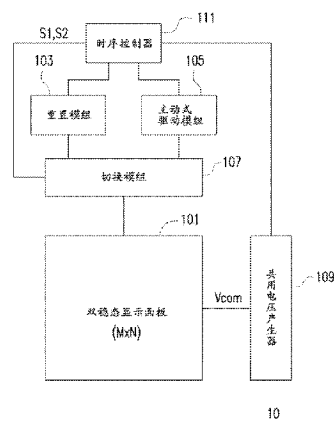 111
S1,S2
时序控制器
103
105
重置模组
主动式
驱动模组
切换模组
107
101
双稳态显示面板
(MxN)
Vcom
共用电压产生器
109
10